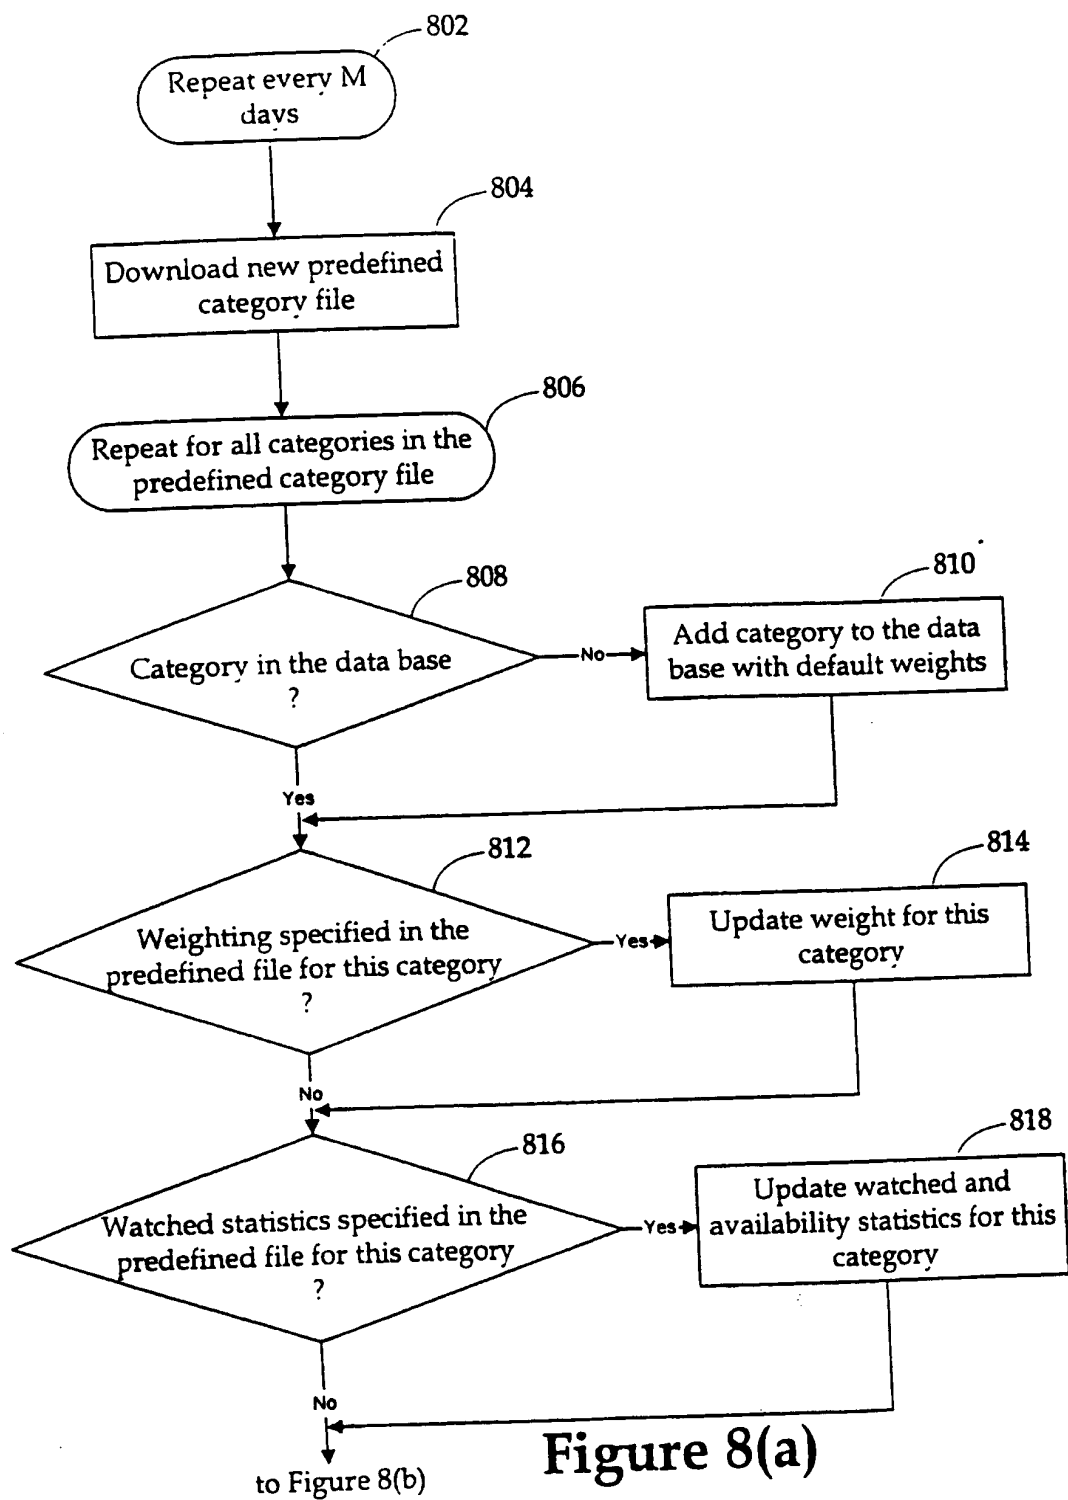 802
Repeat every M
days
804
Download new predefined
category file
806
Repeat for all categories in the
predefined category file
808
Category in the data base
?
No
810
Add category to the data
base with default weights
Yes
812
Weighting specified in the
predefined file for this category
?
Yes
814
Update weight for this
category
No
816
Watched statistics specified in the
predefined file for this category
?
Yes
818
Update watched and
availability statistics for this
category
No
to Figure 8(b)
Figure 8(a)